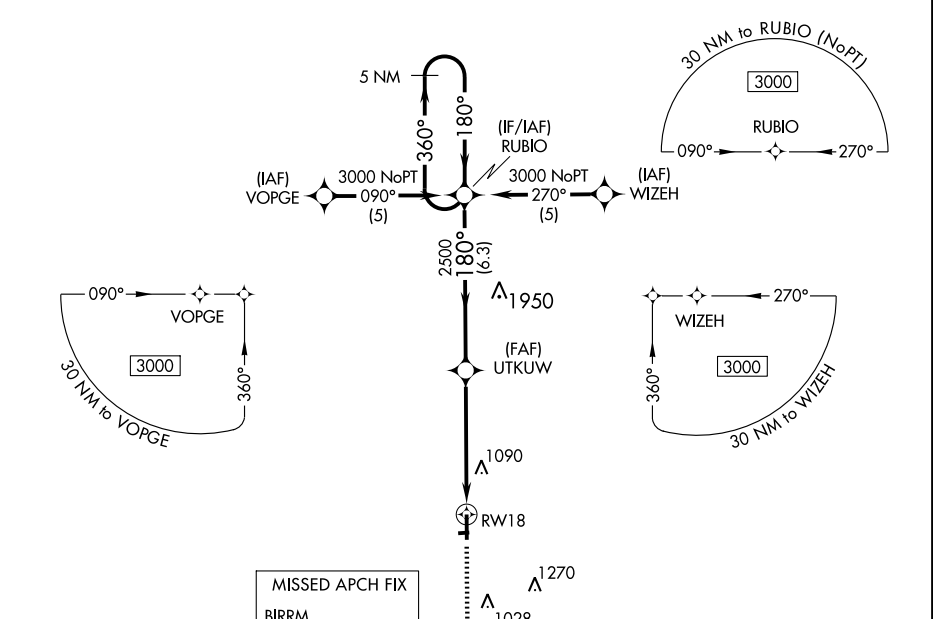 30 NM to RUBIO (NoPT)
3000
RUBIO
090°
270°
5 NM
360°
180°
(IF/IAF)
RUBIO
(IAF)
VOPGE
3000 NoPT
090°
(5)
3000 NoPT
270°
(5)
(IAF)
WIZEH
2500
180°
(6.3)
1950
090°
VOPGE
3000
360°
30 NM to VOPGE
270°
WIZEH
3000
360°
30 NM to WIZEH
(FAF)
UTKUW
1090
RW18
MISSED APCH FIX
BIRRM
1270
1028